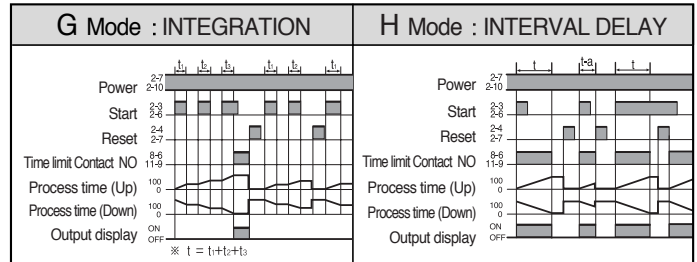 G Mode : INTEGRATION
t₁ t₂ t₃ t₁ t₂ t₁
Power 2-7 2-10
Start 2-3 2-6
Reset 2-4 2-7
Time limit Contact NO 8-6 11-9
Process time (Up) 100 0
Process time (Down) 100 0
Output display ON OFF
※ t = t₁+t₂+t₃
H Mode : INTERVAL DELAY
t t-a t
Power 2-7 2-10
Start 2-3 2-6
Reset 2-4 2-7
Time limit Contact NO 8-6 11-9
Process time (Up) 100 0
Process time (Down) 100 0
Output display ON OFF